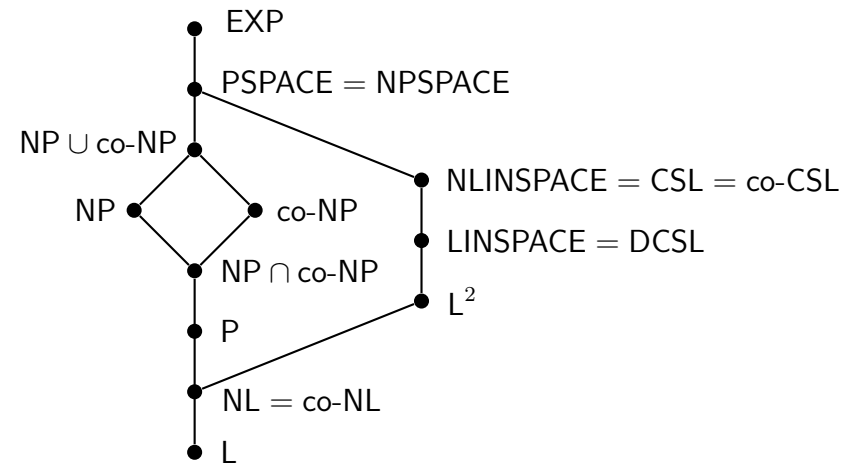 EXP
PSPACE = NPSPACE
NP ∪ co-NP
NLINSPACE = CSL = co-CSL
NP
co-NP
LINSPACE = DCSL
NP ∩ co-NP
L²
P
NL = co-NL
L